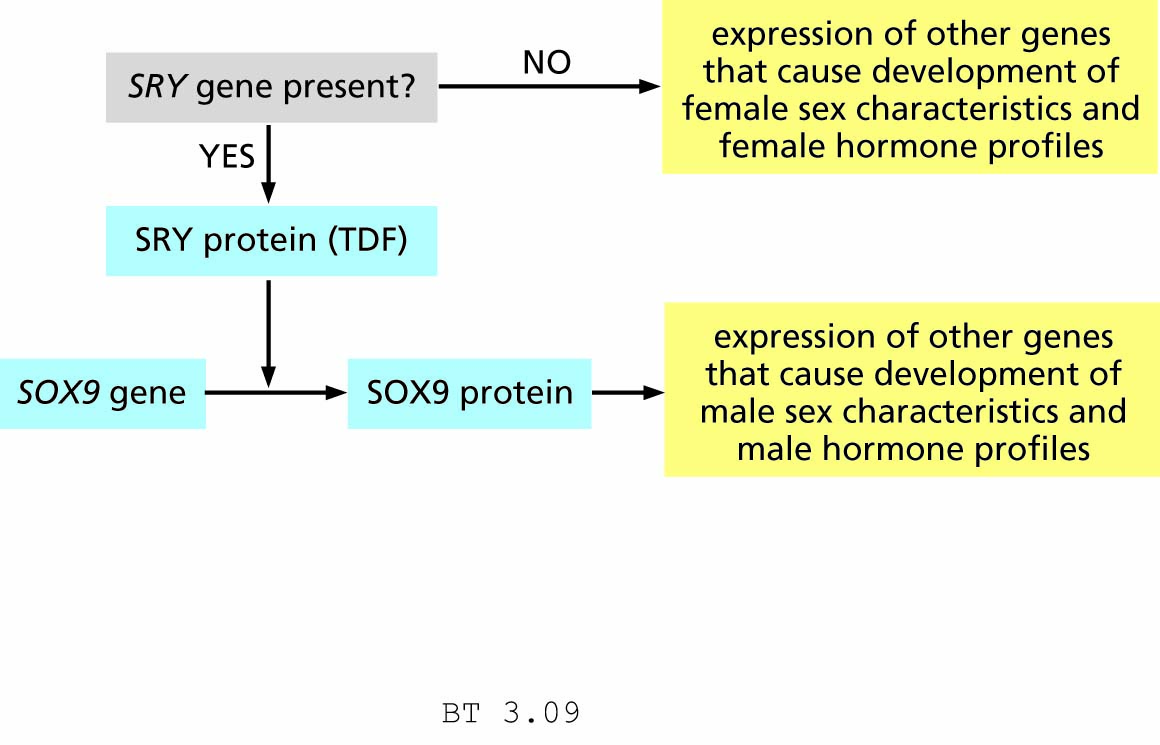 SRY gene present?
NO
expression of other genes
that cause development of
female sex characteristics and
female hormone profiles
YES
SRY protein (TDF)
SOX9 gene
SOX9 protein
expression of other genes
that cause development of
male sex characteristics and
male hormone profiles
BT 3.09